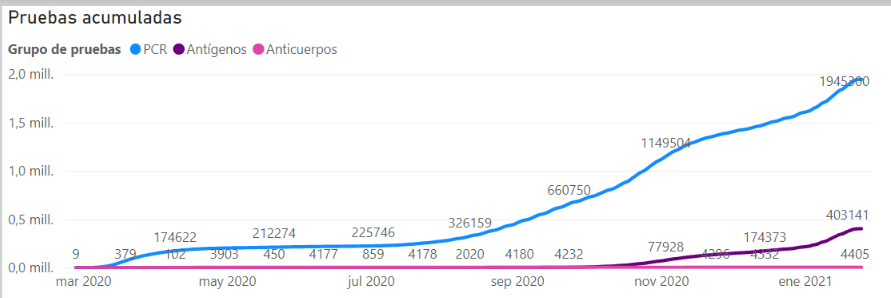 Pruebas acumuladas
Grupo de pruebas PCR Antígenos Anticuerpos
2,0 mill.
1945300
1,5 mill.
1149504
1,0 mill.
660750
0,5 mill.
174622 212274 225746 326159 403141
77928 174373
9 379 102 3903 450 4177 859 4178 2020 4180 4232 4296 4332 4405
0,0 mill.
mar 2020 may 2020 jul 2020 sep 2020 nov 2020 ene 2021